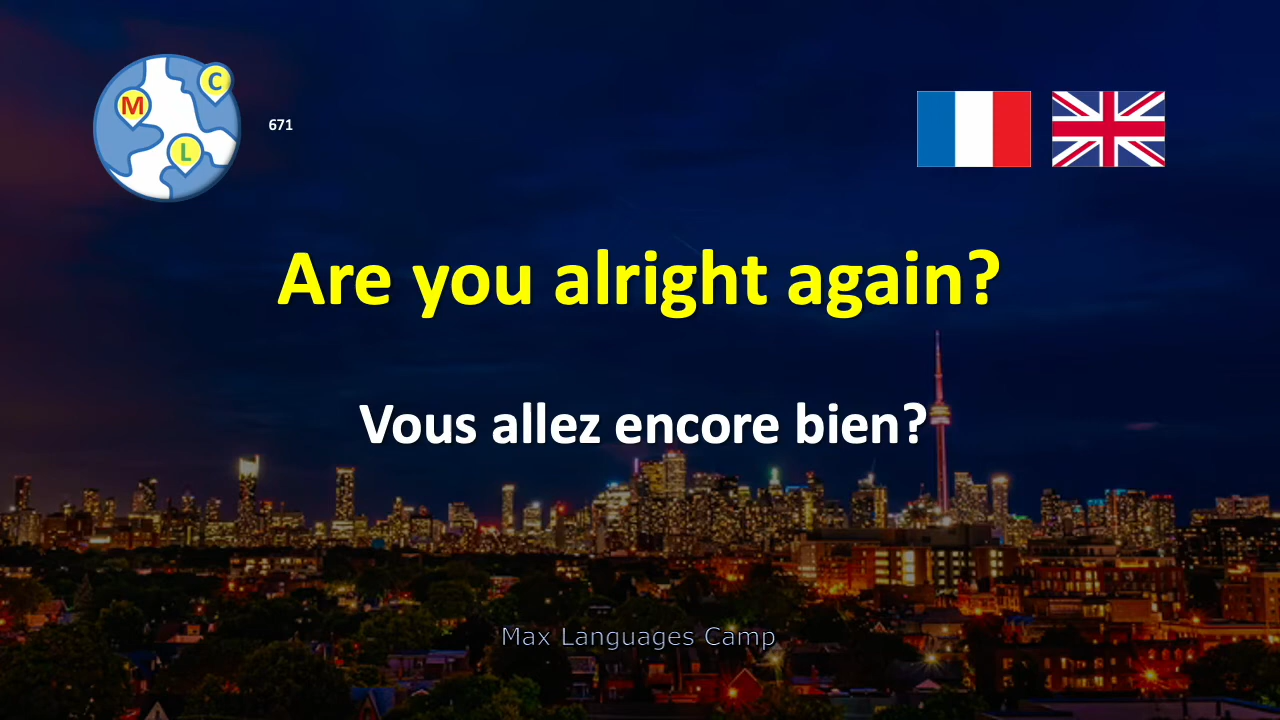 M
C
L
671
Are you alright again?
Vous allez encore bien?
Max Languages Camp